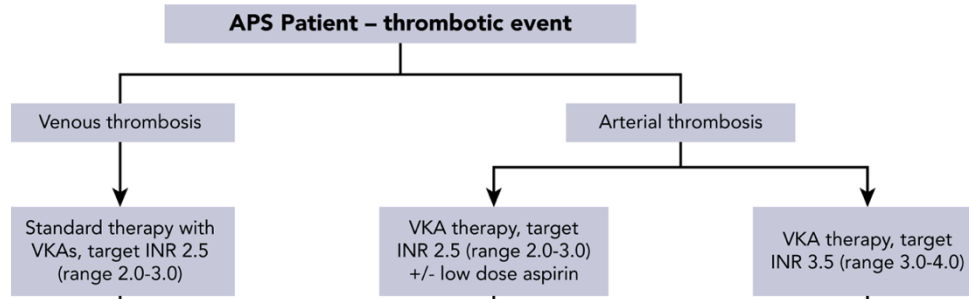 APS Patient – thrombotic event
Venous thrombosis
Arterial thrombosis
Standard therapy with
VKAs, target INR 2.5
(range 2.0-3.0)
VKA therapy, target
INR 2.5 (range 2.0-3.0)
+/- low dose aspirin
VKA therapy, target
INR 3.5 (range 3.0-4.0)